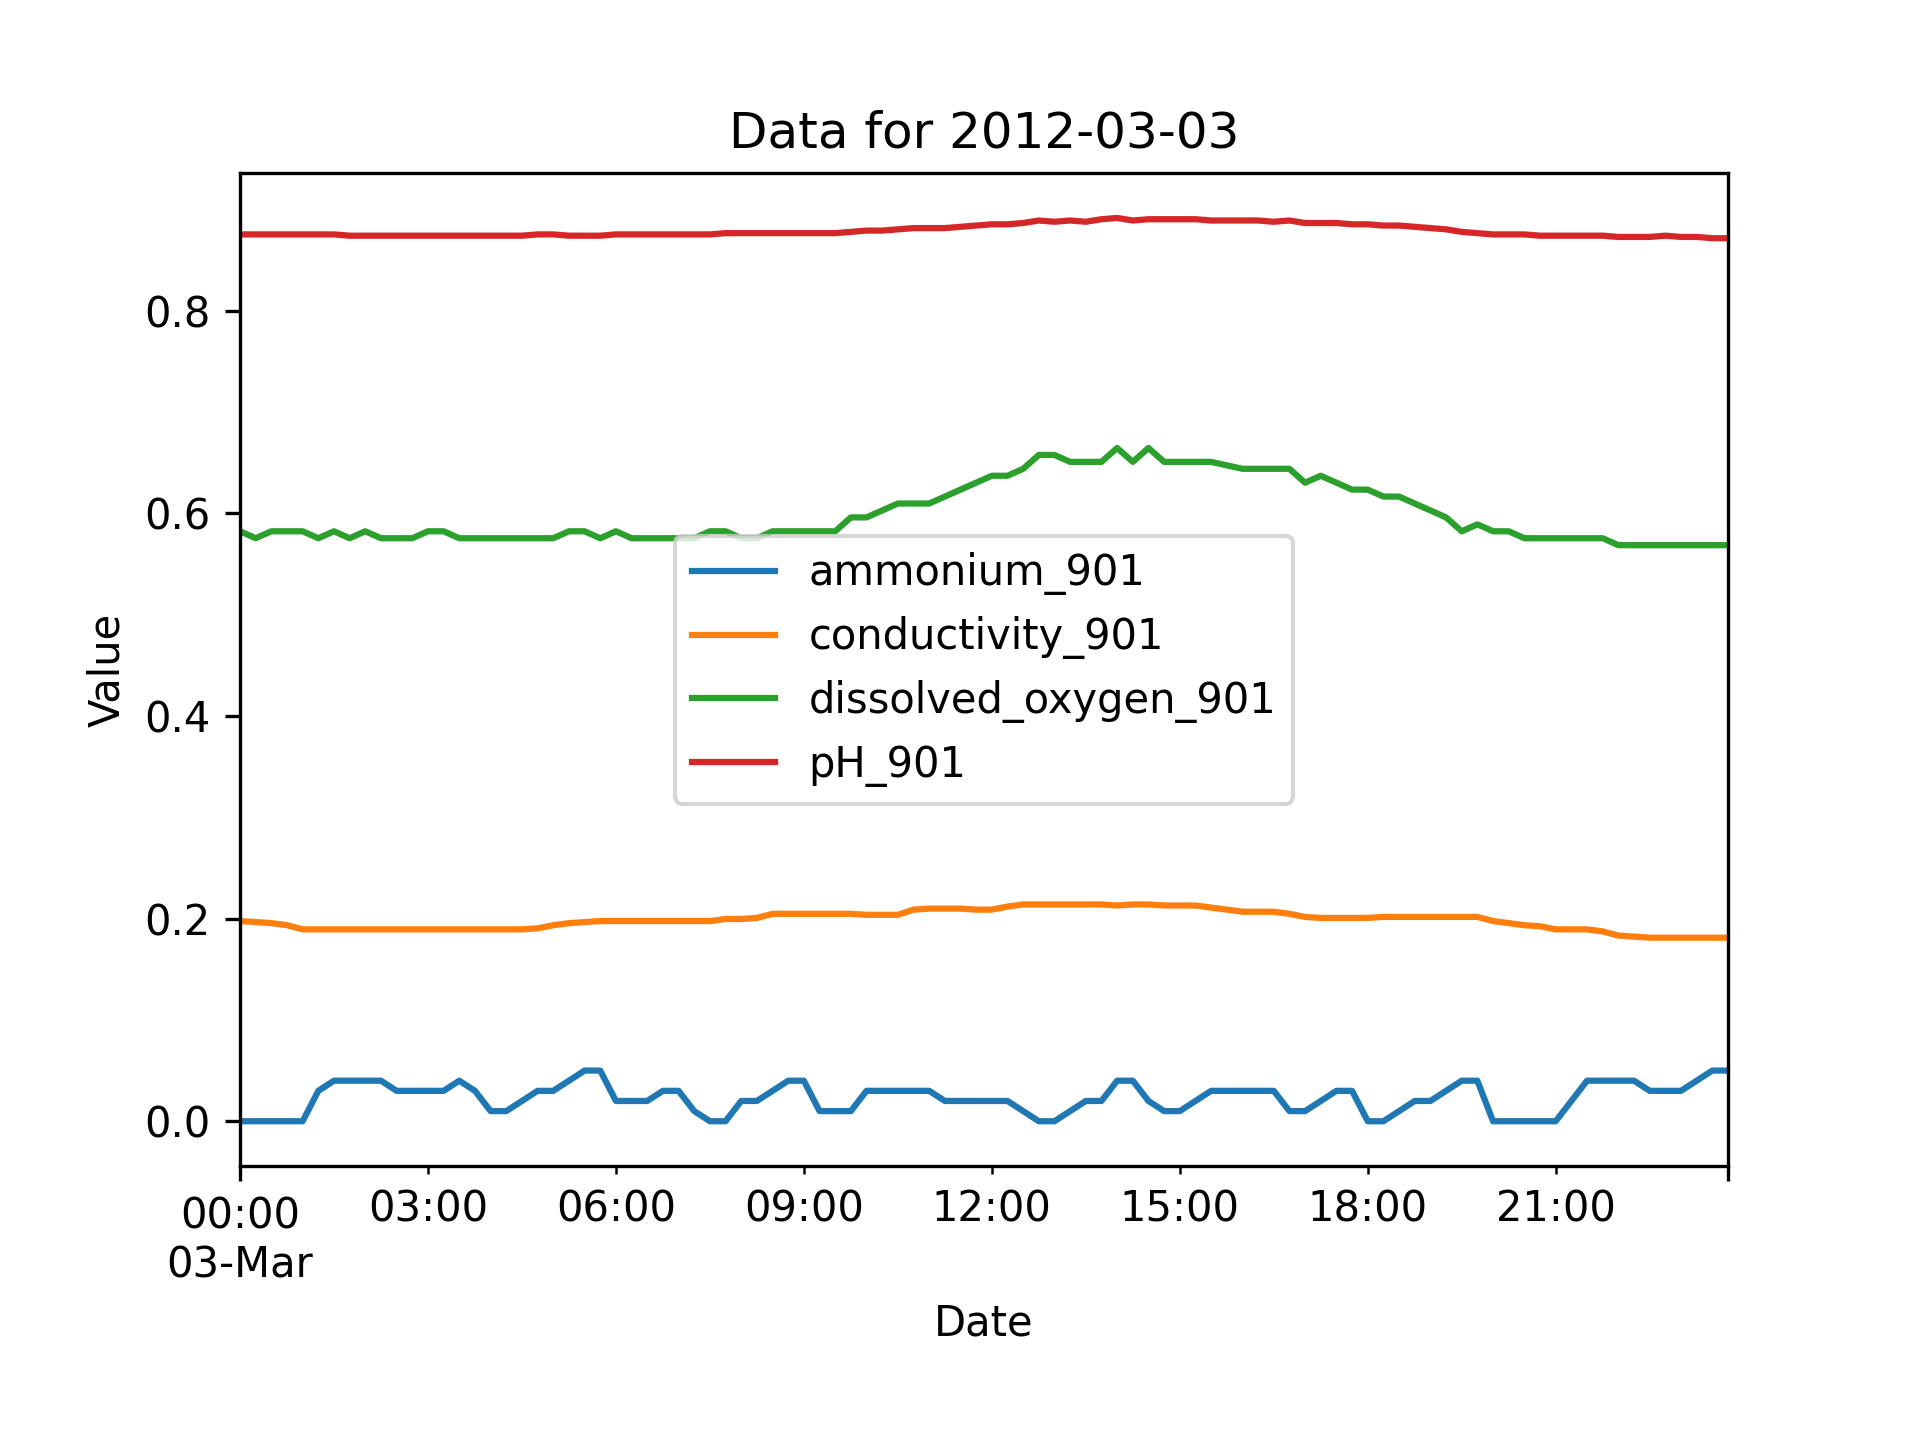 Data for 2012-03-03
Value
0.8
0.6
0.4
0.2
0.0
ammonium_901
conductivity_901
dissolved_oxygen_901
pH_901
00:00 03:00 06:00 09:00 12:00 15:00 18:00 21:00
03-Mar
Date